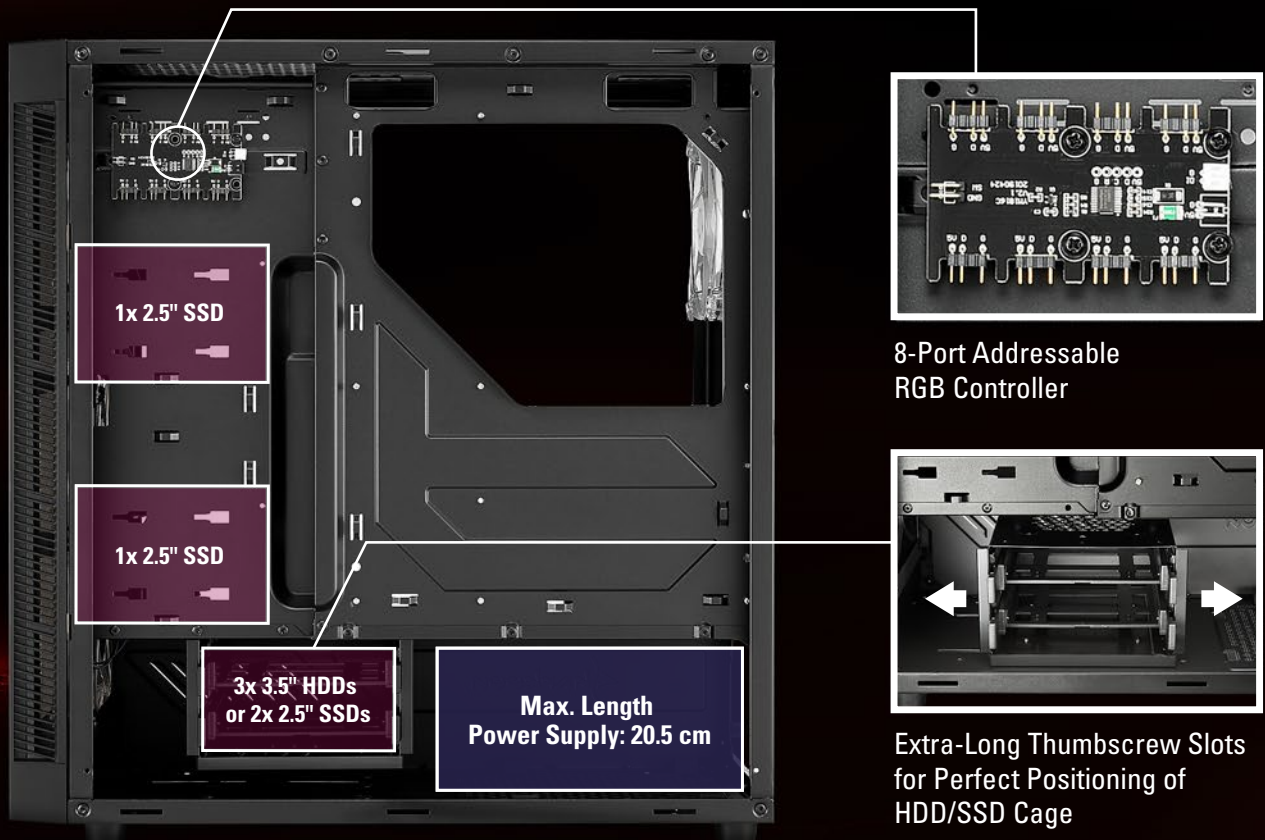 1x 2.5" SSD
1x 2.5" SSD
3x 3.5" HDDs
or 2x 2.5" SSDs
Max. Length
Power Supply: 20.5 cm
8-Port Addressable
RGB Controller
Extra-Long Thumbscrew Slots
for Perfect Positioning of
HDD/SSD Cage